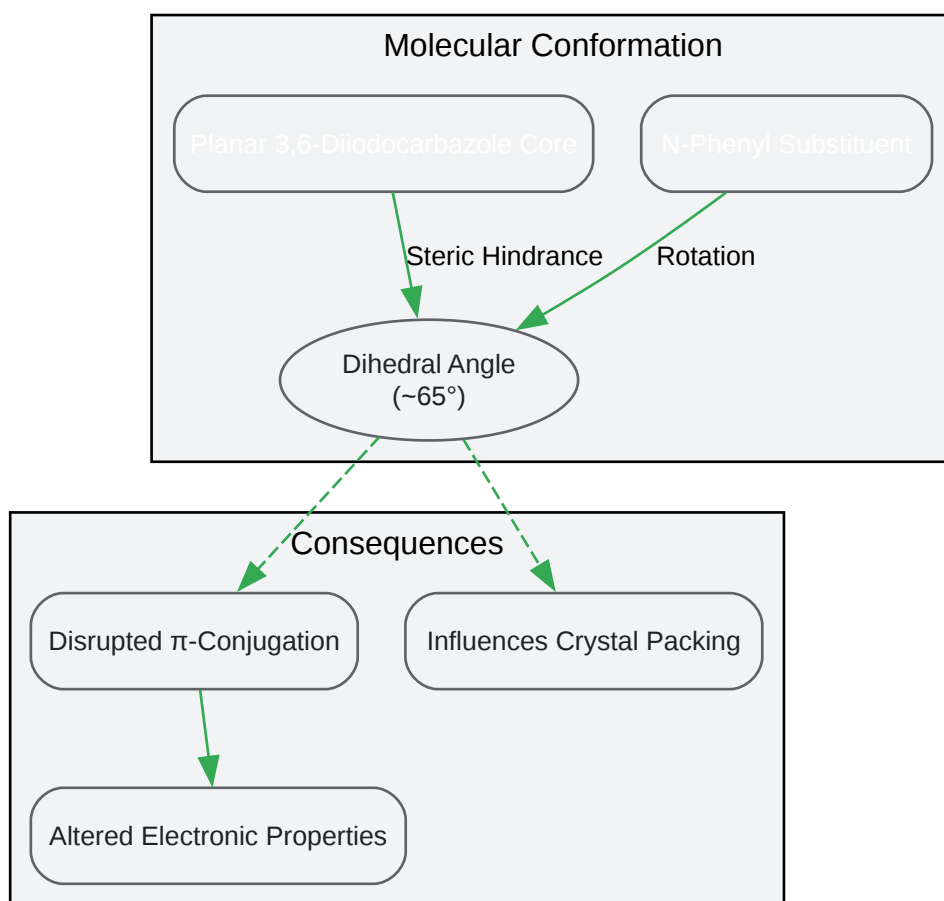 Molecular Conformation
Planar 3,6-Diiodocarbazole Core
N-Phenyl Substituent
Steric Hindrance
Rotation
Dihedral Angle
(~65°)
Consequences
Disrupted π-Conjugation
Influences Crystal Packing
Altered Electronic Properties